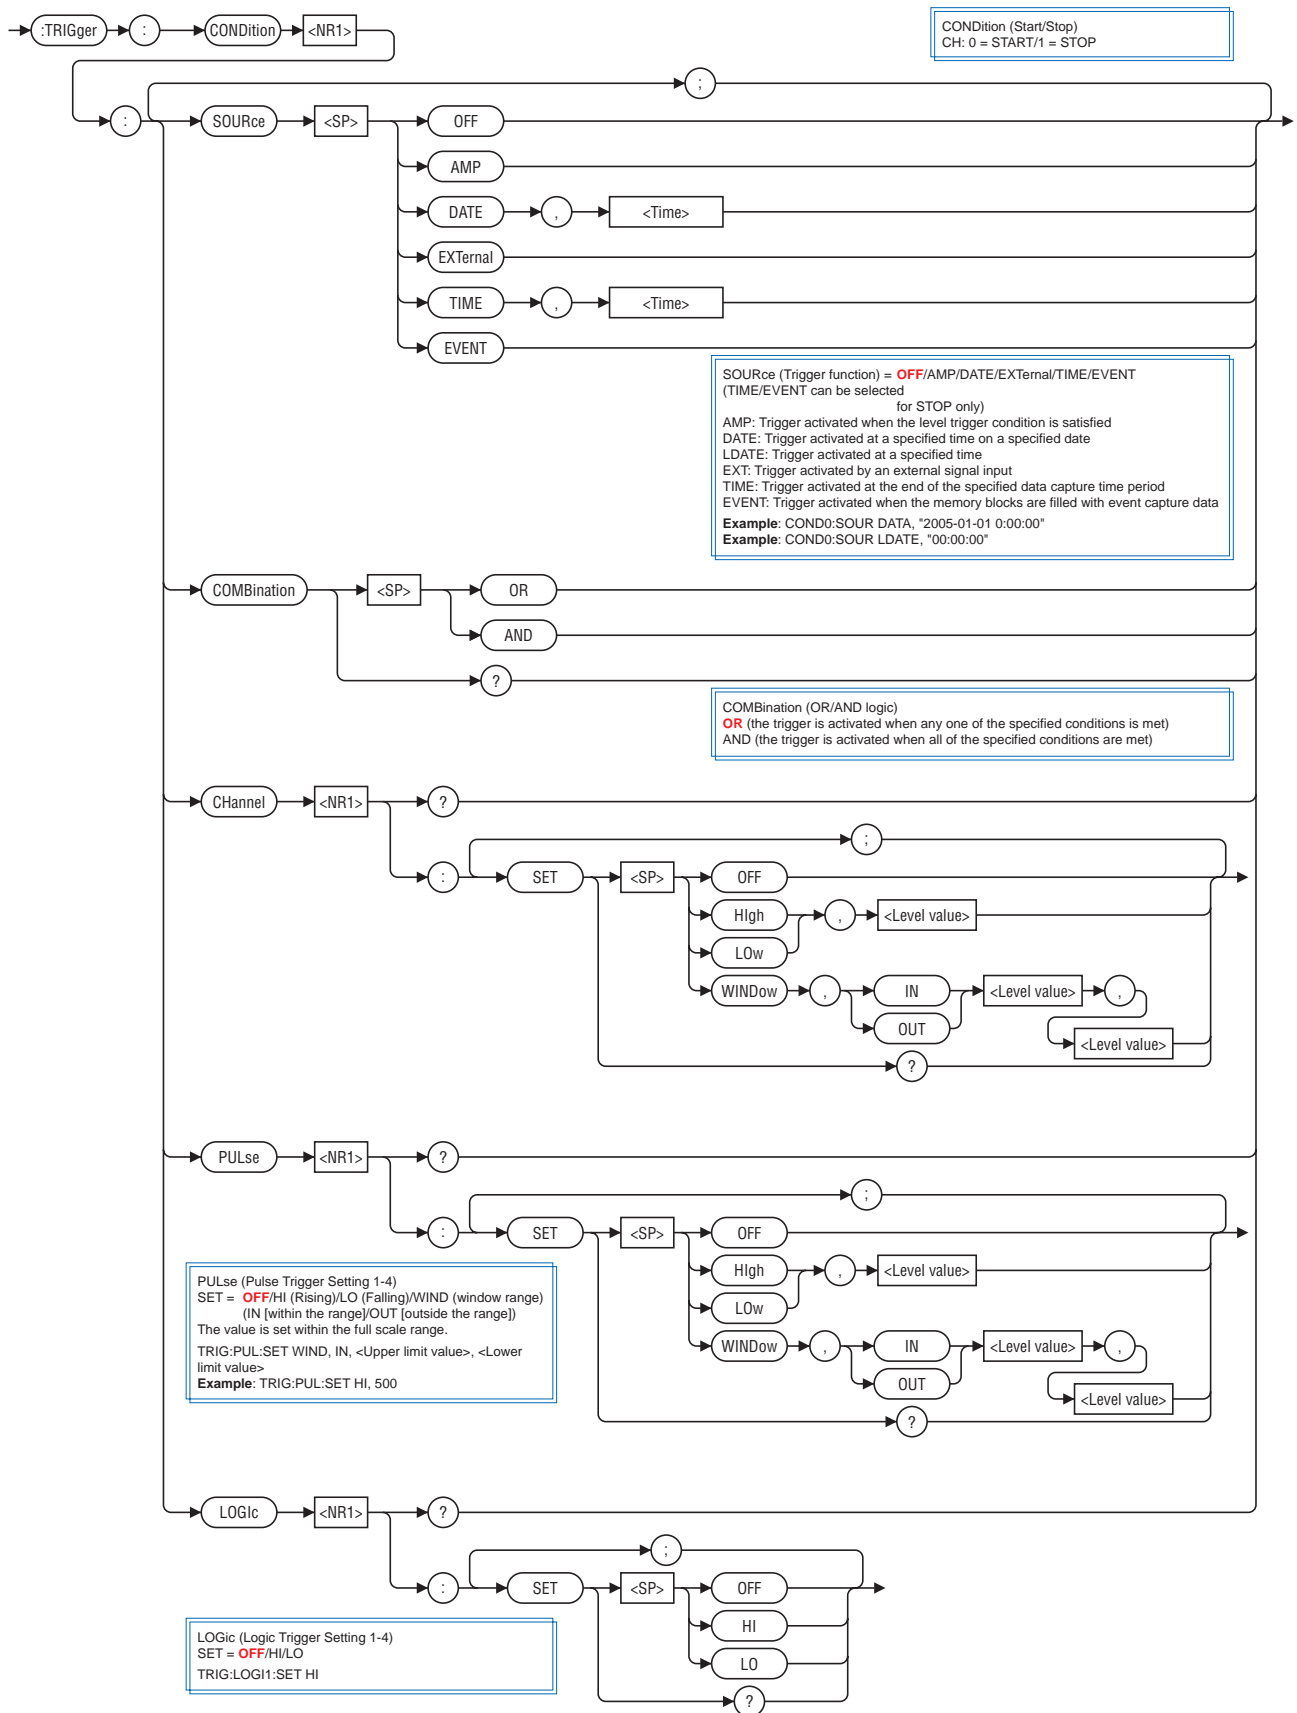 :TRIGger : CONDition <NR1>
CONDition (Start/Stop)
CH: 0 = START/1 = STOP
;
: SOURce <SP> OFF
AMP
DATE , <Time>
EXTernal
TIME , <Time>
EVENT
SOURce (Trigger function) = OFF/AMP/DATE/EXTernal/TIME/EVENT
(TIME/EVENT can be selected
for STOP only)
AMP: Trigger activated when the level trigger condition is satisfied
DATE: Trigger activated at a specified time on a specified date
LDATE: Trigger activated at a specified time
EXT: Trigger activated by an external signal input
TIME: Trigger activated at the end of the specified data capture time period
EVENT: Trigger activated when the memory blocks are filled with event capture data
Example: COND0:SOUR DATA, "2005-01-01 0:00:00"
Example: COND0:SOUR LDATE, "00:00:00"
COMBination <SP> OR
AND
?
COMBination (OR/AND logic)
OR (the trigger is activated when any one of the specified conditions is met)
AND (the trigger is activated when all of the specified conditions are met)
CHannel <NR1> ?
;
: SET <SP> OFF
HIgh , <Level value>
LOw
WINDow , IN <Level value> ,
OUT <Level value>
?
PULse <NR1> ?
;
: SET <SP> OFF
HIgh , <Level value>
LOw
WINDow , IN <Level value> ,
OUT <Level value>
?
PULse (Pulse Trigger Setting 1-4)
SET = OFF/HI (Rising)/LO (Falling)/WIND (window range)
(IN [within the range]/OUT [outside the range])
The value is set within the full scale range.
TRIG:PUL:SET WIND, IN, <Upper limit value>, <Lower
limit value>
Example: TRIG:PUL:SET HI, 500
LOGIc <NR1> ?
;
: SET <SP> OFF
HI
LO
?
LOGic (Logic Trigger Setting 1-4)
SET = OFF/HI/LO
TRIG:LOGI1:SET HI